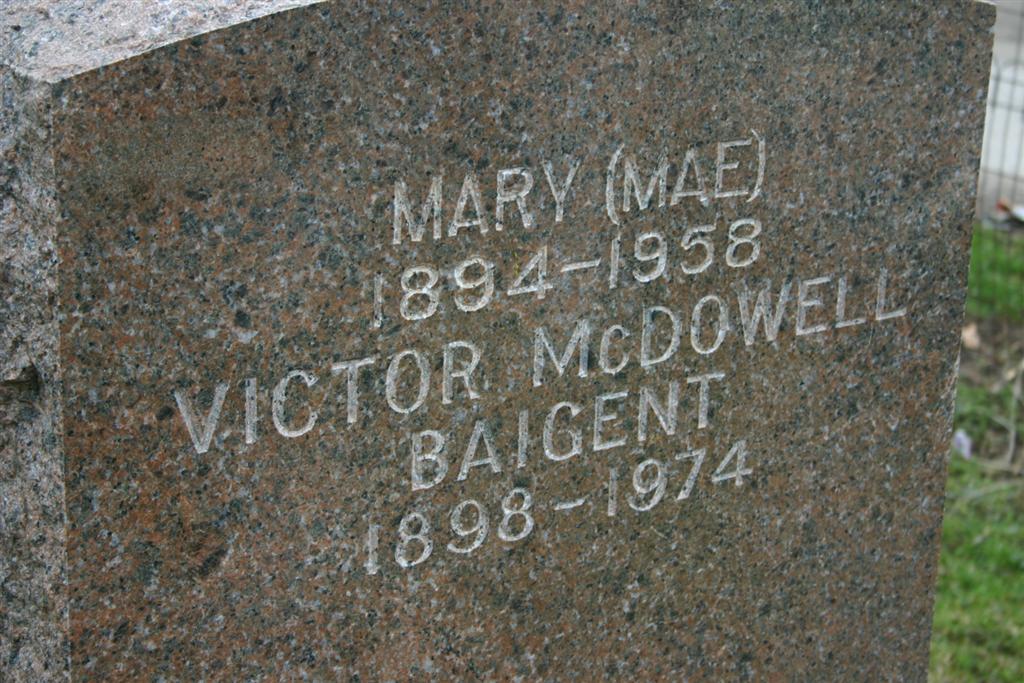 MARY (MAE)
1894-1958
VICTOR McDOWELL
BAIGENT
1898-1974